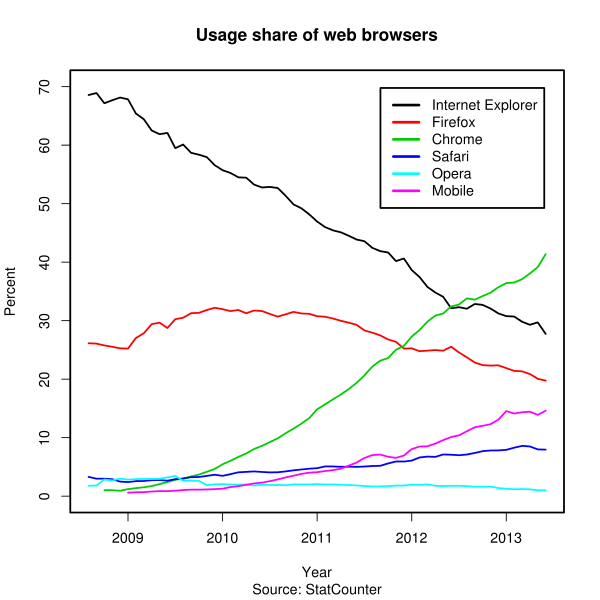 Usage share of web browsers
Internet Explorer
Firefox
Chrome
Safari
Opera
Mobile
Percent
70
60
50
40
30
20
10
0
2009 2010 2011 2012 2013
Year
Source: StatCounter